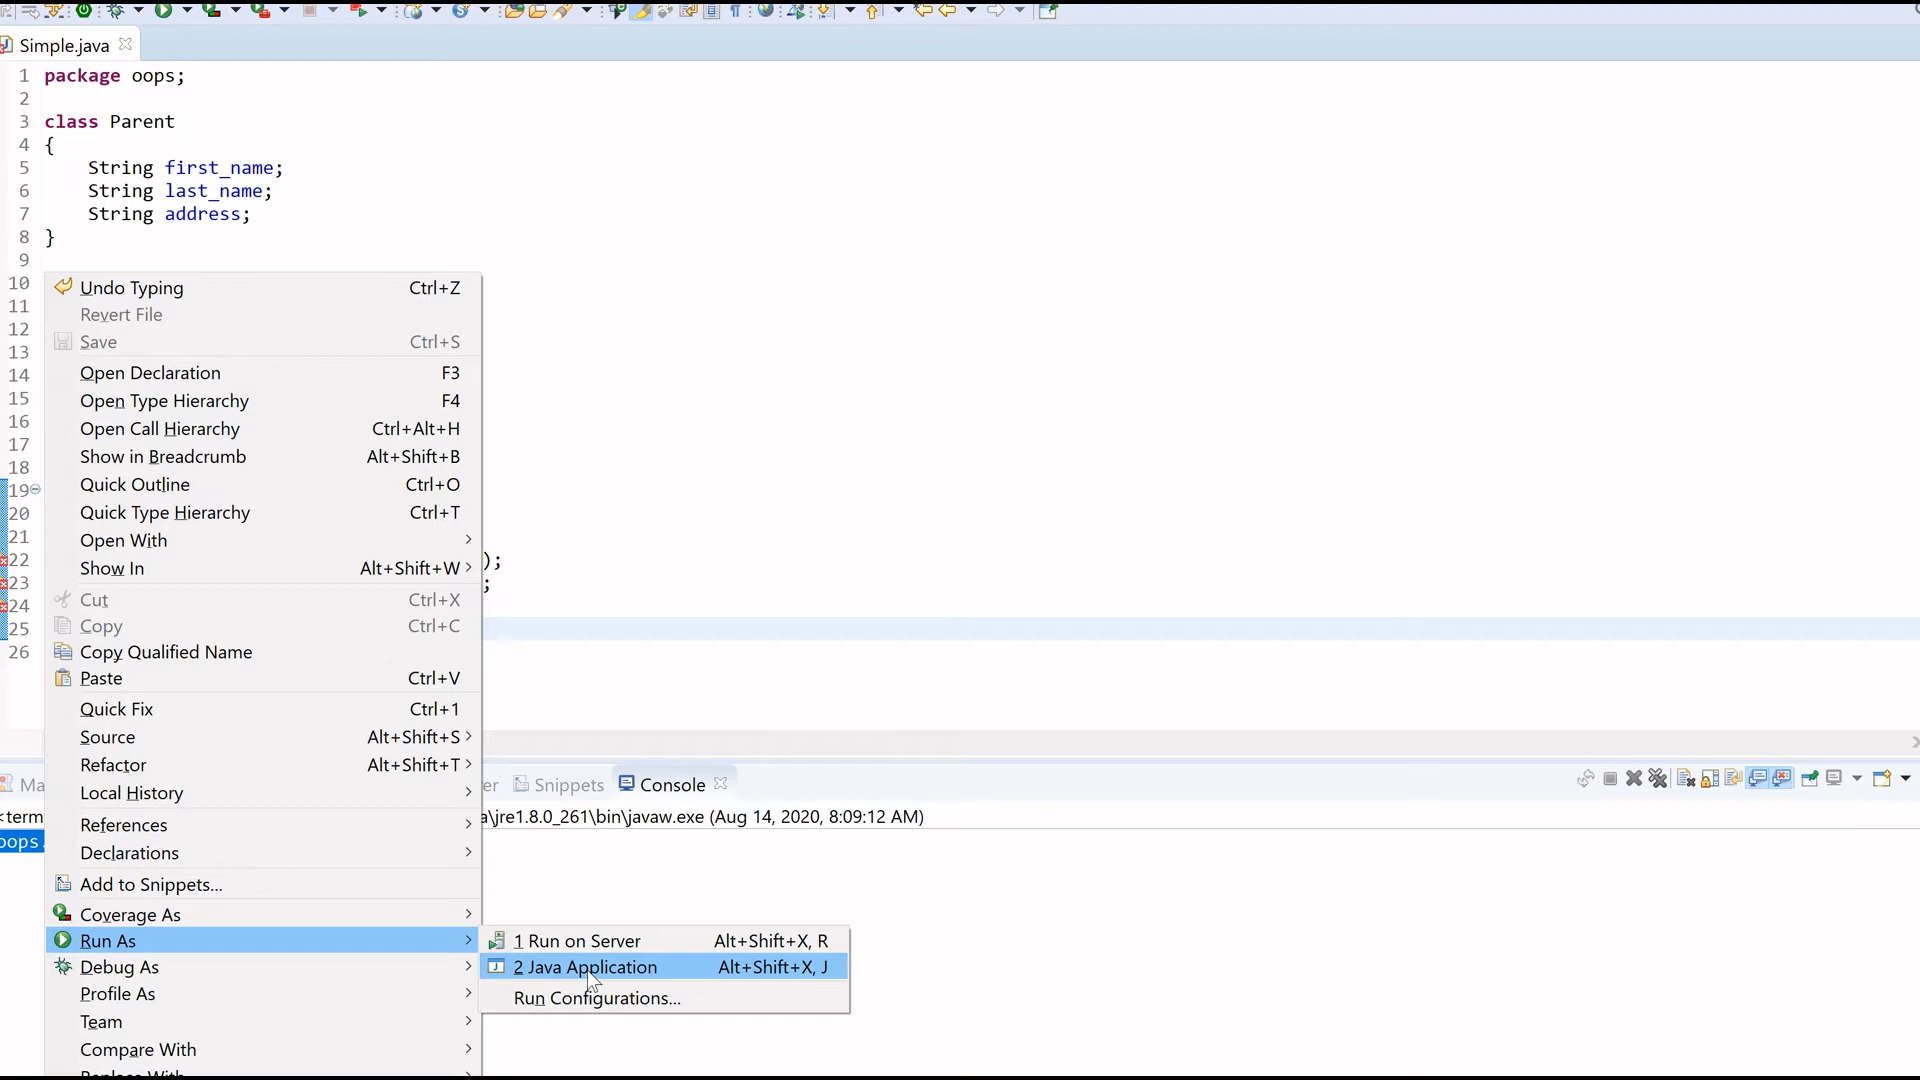 Simple.java
1 package oops;
2
3 class Parent
4 {
5 String first_name;
6 String last_name;
7 String address;
8 }
9
10
11
12
13
14
15
16
17
18
19
20
21
22 );
23 ;
24
25
26
Undo Typing Ctrl+Z
Revert File
Save Ctrl+S
Open Declaration F3
Open Type Hierarchy F4
Open Call Hierarchy Ctrl+Alt+H
Show in Breadcrumb Alt+Shift+B
Quick Outline Ctrl+O
Quick Type Hierarchy Ctrl+T
Open With
Show In Alt+Shift+W
Cut Ctrl+X
Copy Ctrl+C
Copy Qualified Name
Paste Ctrl+V
Quick Fix Ctrl+1
Source Alt+Shift+S
Refactor Alt+Shift+T
Local History
References
Declarations
Add to Snippets...
Coverage As
Run As
Debug As
Profile As
Team
Compare With
Replace With
1 Run on Server Alt+Shift+X, R
2 Java Application Alt+Shift+X, J
Run Configurations...
Ma er Snippets Console
<term a\jre1.8.0_261\bin\javaw.exe (Aug 14, 2020, 8:09:12 AM)
oops.